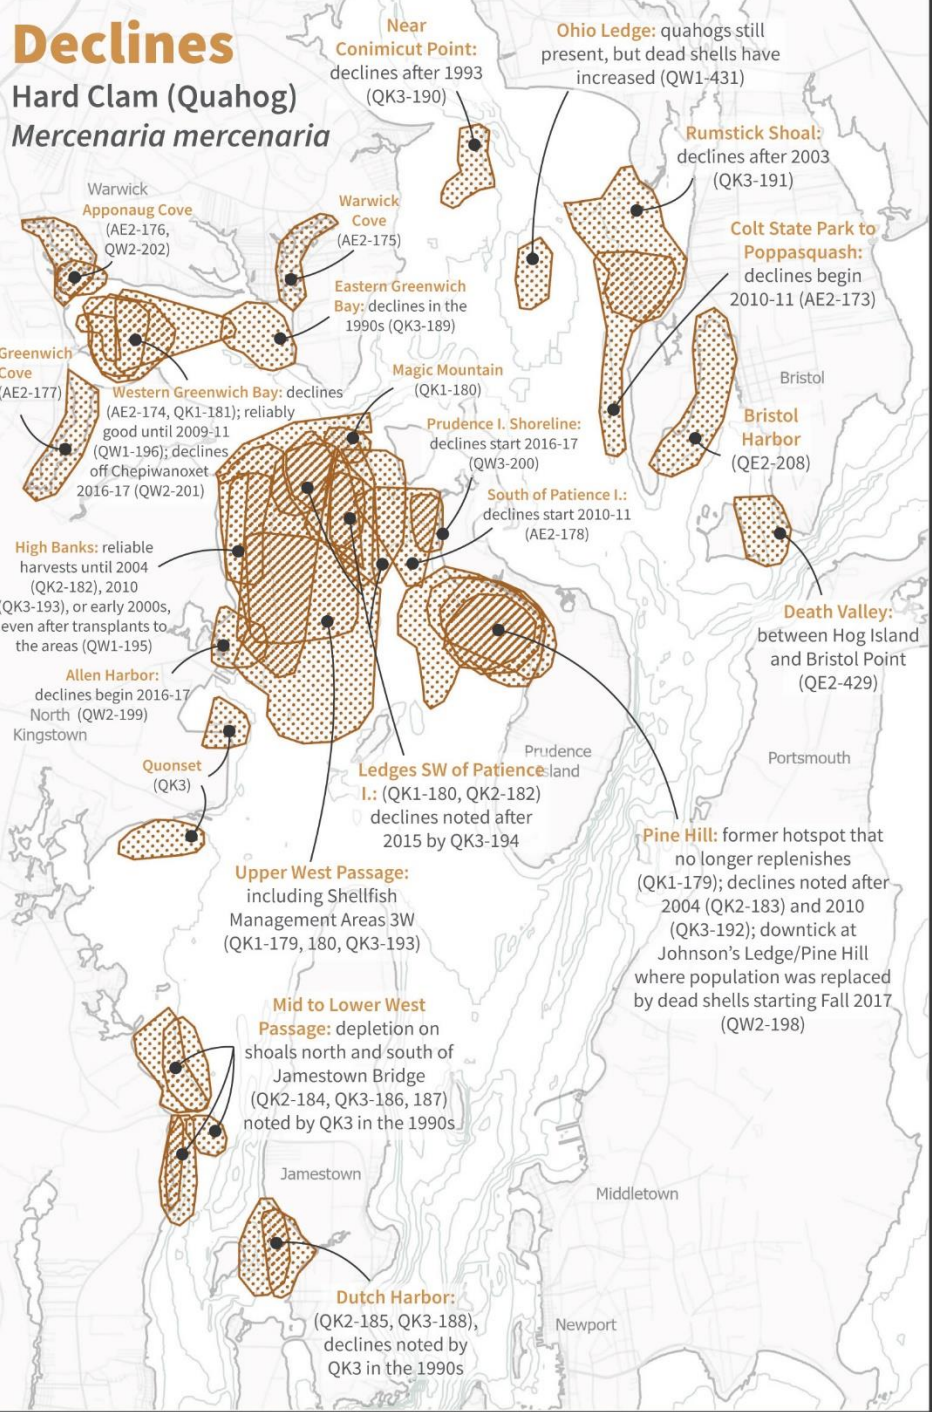 Declines
Hard Clam (Quahog)
Mercenaria mercenaria
Near
Conimicut Point:
declines after 1993
(QK3-190)
Ohio Ledge: quahogs still
present, but dead shells have
increased (QW1-431)
Rumstick Shoal:
declines after 2003
(QK3-191)
Warwick
Apponaug Cove
(AE2-176,
QW2-202)
Warwick
Cove
(AE2-175)
Colt State Park to
Poppasquash:
declines begin
2010-11 (AE2-173)
Eastern Greenwich
Bay: declines in the
1990s (QK3-189)
Greenwich
Cove
(AE2-177)
Western Greenwich Bay: declines
(AE2-174, QK1-181); reliably
good until 2009-11
(QW1-196); declines
off Chepiwanoxet
2016-17 (QW2-201)
Magic Mountain
(QK1-180)
Bristol
Prudence I. Shoreline:
declines start 2016-17
(QW3-200)
Bristol
Harbor
(QE2-208)
South of Patience I.:
declines start 2010-11
(AE2-178)
High Banks: reliable
harvests until 2004
(QK2-182), 2010
(QK3-193), or early 2000s,
even after transplants to
the areas (QW1-195)
Death Valley:
between Hog Island
and Bristol Point
(QE2-429)
Allen Harbor:
declines begin 2016-17
(QW2-199)
North
Kingstown
Quonset
(QK3)
Prudence
Island
Portsmouth
Ledges SW of Patience
I.: (QK1-180, QK2-182)
declines noted after
2015 by QK3-194
Pine Hill: former hotspot that
no longer replenishes
(QK1-179); declines noted after
2004 (QK2-183) and 2010
(QK3-192); downtick at
Johnson's Ledge/Pine Hill
where population was replaced
by dead shells starting Fall 2017
(QW2-198)
Upper West Passage:
including Shellfish
Management Areas 3W
(QK1-179, 180, QK3-193)
Mid to Lower West
Passage: depletion on
shoals north and south of
Jamestown Bridge
(QK2-184, QK3-186, 187)
noted by QK3 in the 1990s
Jamestown
Middletown
Dutch Harbor:
(QK2-185, QK3-188),
declines noted by
QK3 in the 1990s
Newport